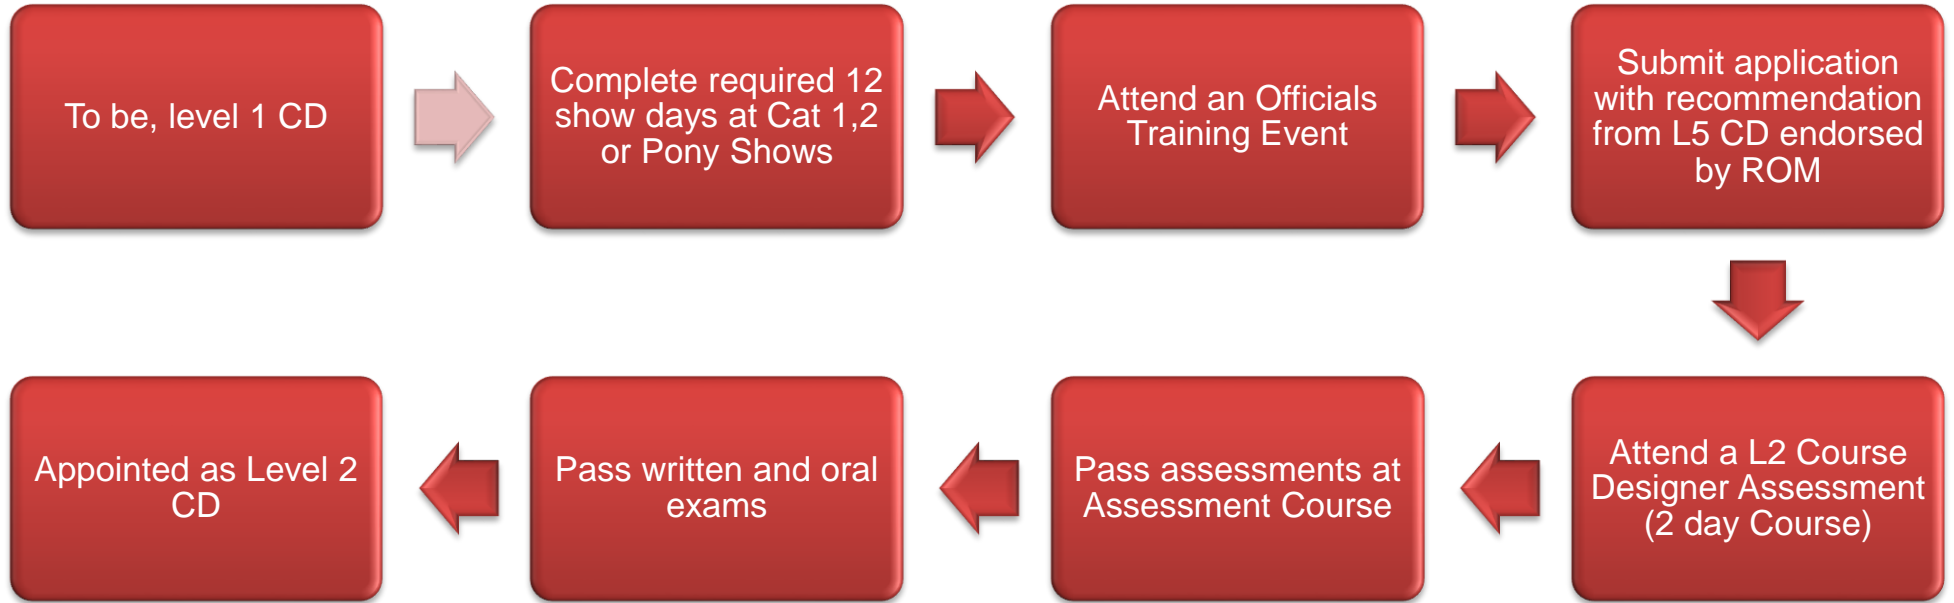 To be, level 1 CD
Complete required 12
show days at Cat 1,2
or Pony Shows
Attend an Officials
Training Event
Submit application
with recommendation
from L5 CD endorsed
by ROM
Attend a L2 Course
Designer Assessment
(2 day Course)
Pass assessments at
Assessment Course
Pass written and oral
exams
Appointed as Level 2
CD